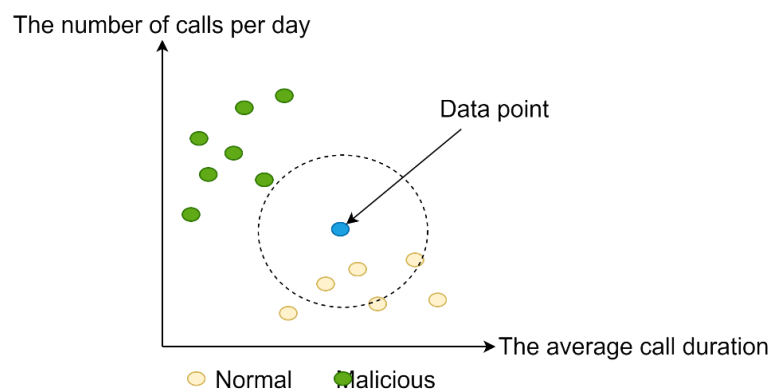 The number of calls per day
Data point
The average call duration
Normal Malicious